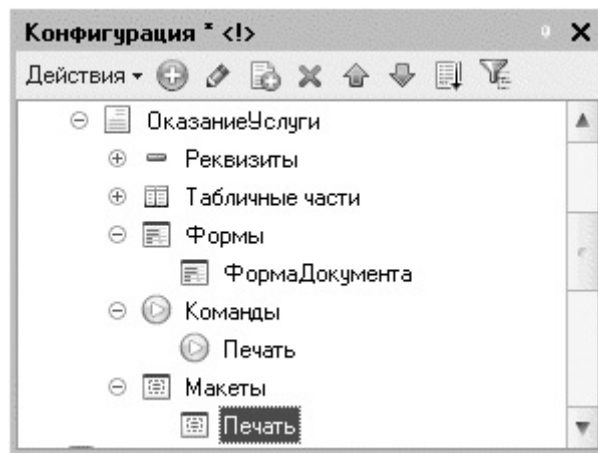 Конфигурация * <!>
Действия
ОказаниеУслуги
Реквизиты
Табличные части
Формы
ФормаДокумента
Команды
Печать
Макеты
Печать